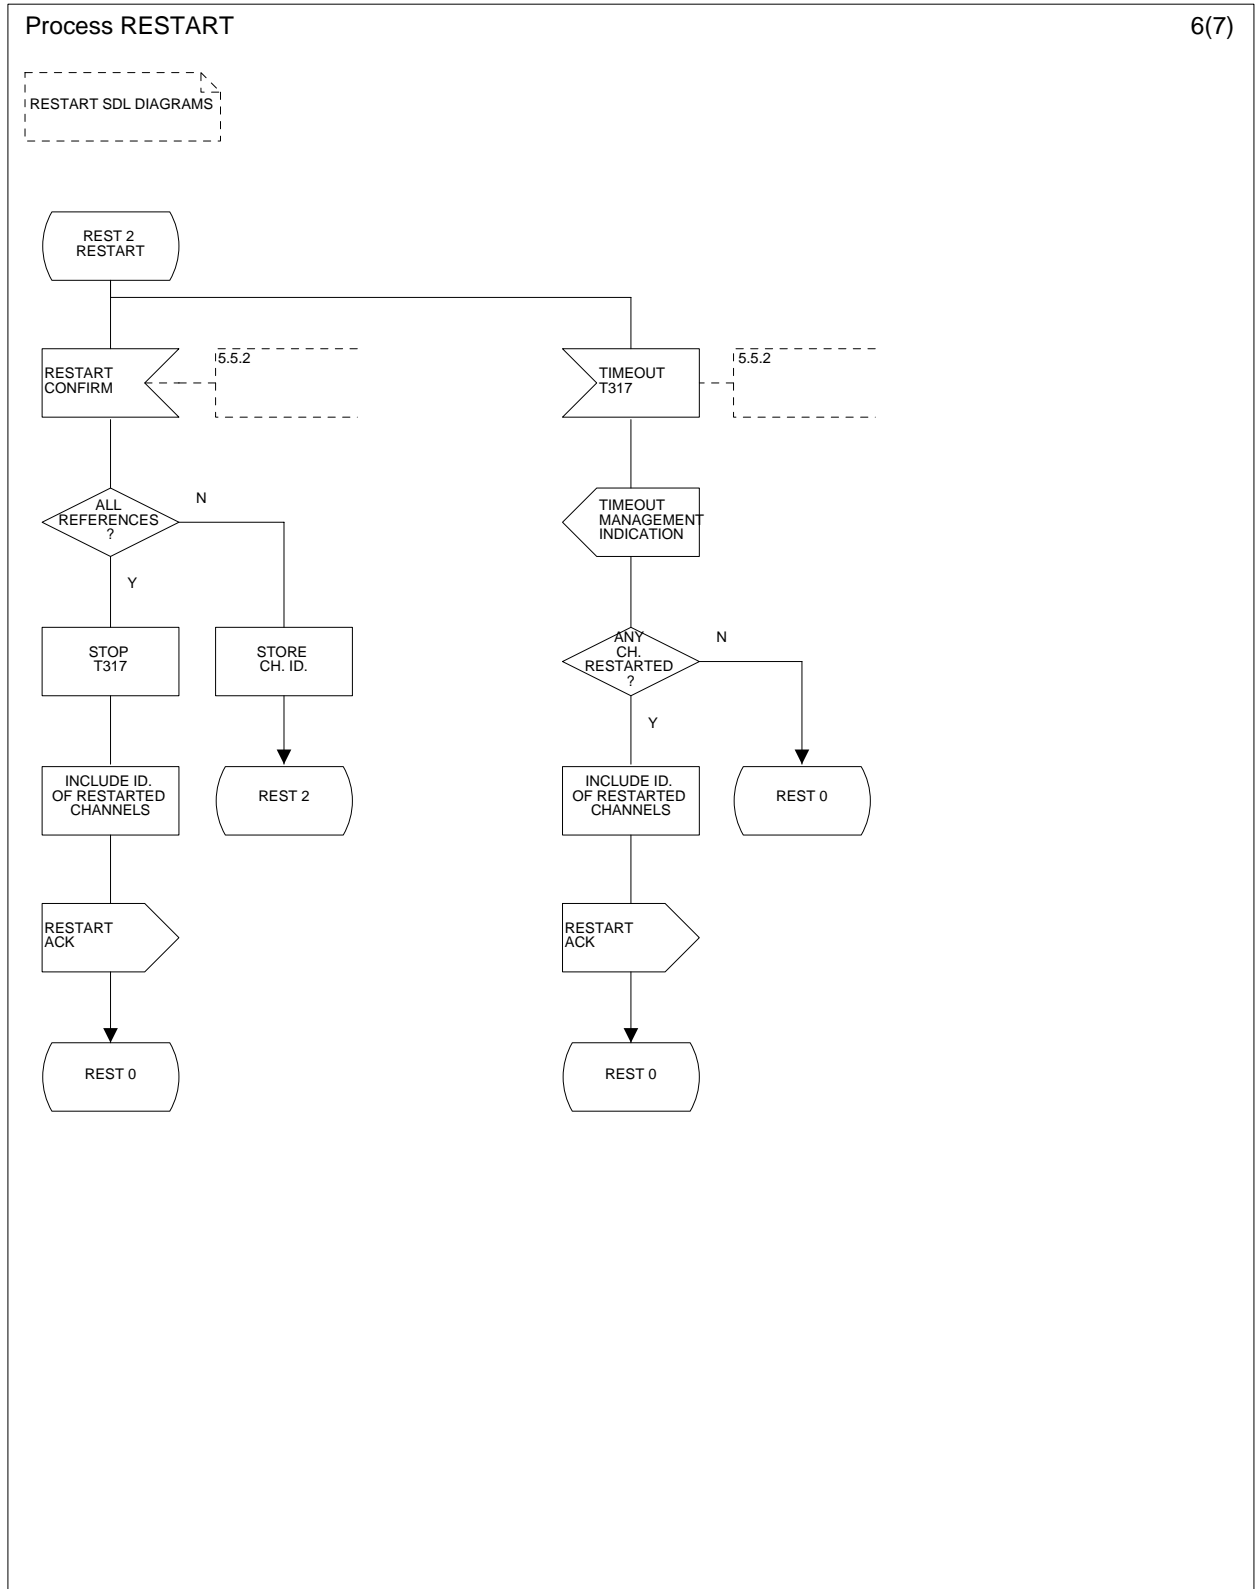 Process RESTART
6(7)
RESTART SDL DIAGRAMS
REST 2
RESTART
RESTART
CONFIRM
5.5.2
TIMEOUT
T317
5.5.2
ALL
REFERENCES
?
N
Y
TIMEOUT
MANAGEMENT
INDICATION
STOP
T317
STORE
CH. ID.
ANY
CH.
RESTARTED
?
N
Y
INCLUDE ID.
OF RESTARTED
CHANNELS
REST 2
INCLUDE ID.
OF RESTARTED
CHANNELS
REST 0
RESTART
ACK
RESTART
ACK
REST 0
REST 0